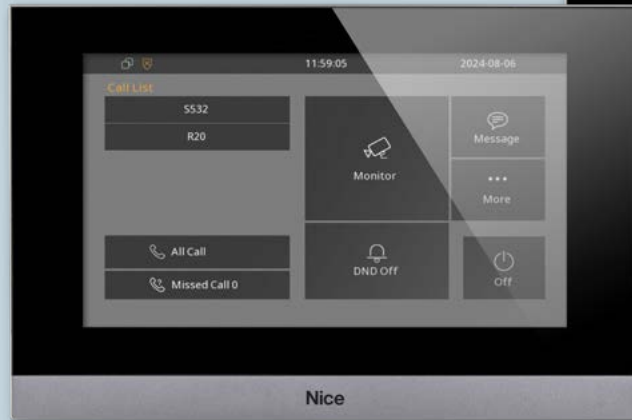 11:59:05
2024-08-06
Call List
S532
R20
Monitor
Message
More
All Call
Missed Call 0
DND Off
Off
Nice